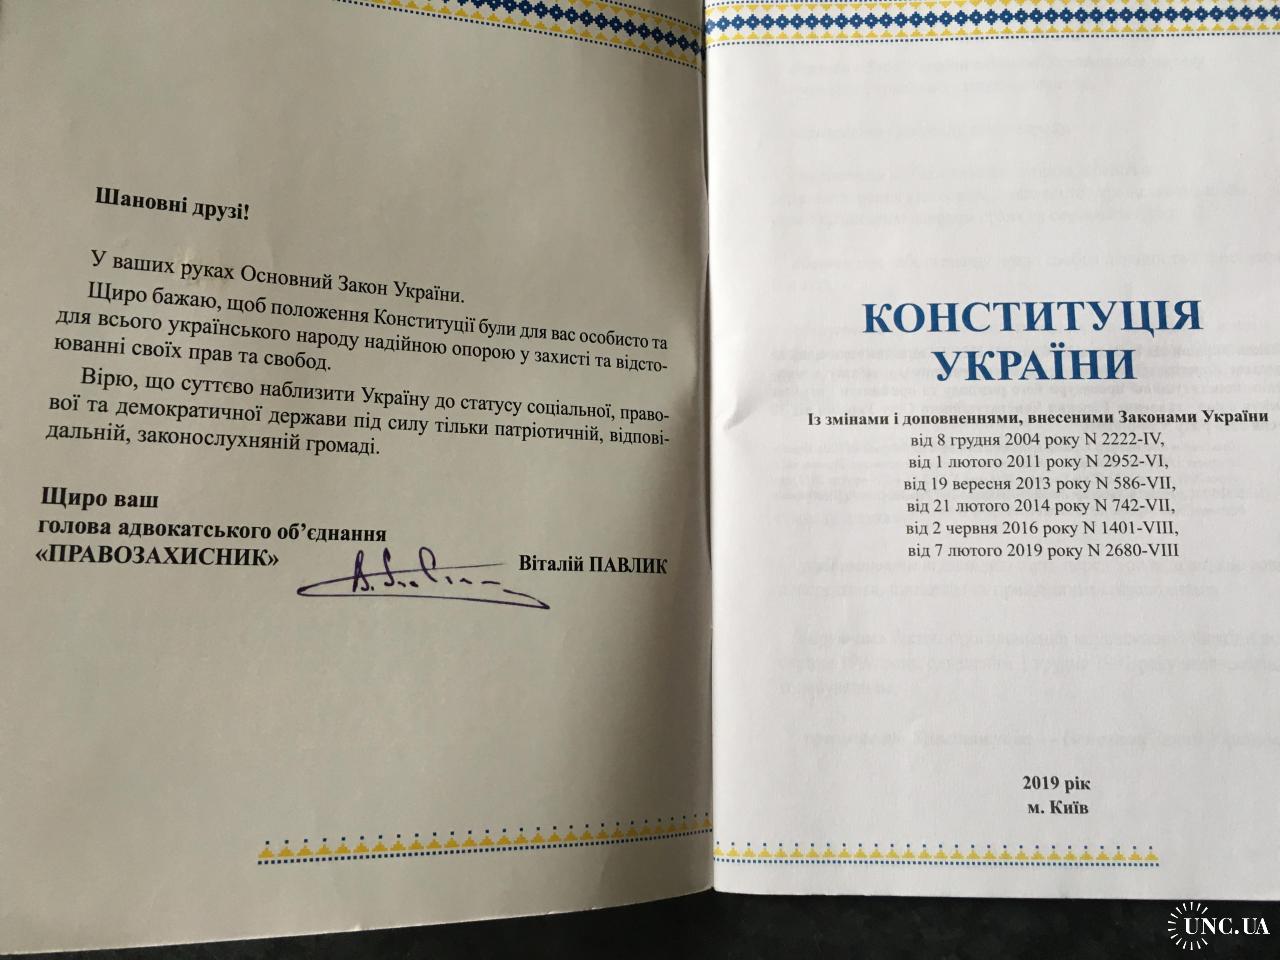 Шановні друзі!
У ваших руках Основний Закон України.
Щиро бажаю, щоб положення Конституції були для вас особисто та
для всього українського народу надійною опорою у захисті та відсто-
юванні своїх прав та свобод.
Вірю, що суттєво наблизити Україну до статусу соціальної, право-
вої та демократичної держави під силу тільки патріотичній, відпові-
дальній, законослухняній громаді.
Щиро ваш
голова адвокатського об’єднання
«ПРАВОЗАХИСНИК»
Віталій ПАВЛИК
КОНСТИТУЦІЯ
УКРАЇНИ
Із змінами і доповненнями, внесеними Законами України
від 8 грудня 2004 року N 2222-IV,
від 1 лютого 2011 року N 2952-VI,
від 19 вересня 2013 року N 586-VII,
від 21 лютого 2014 року N 742-VII,
від 2 червня 2016 року N 1401-VIII,
від 7 лютого 2019 року N 2680-VIII
2019 рік
м. Київ
UNC.UA